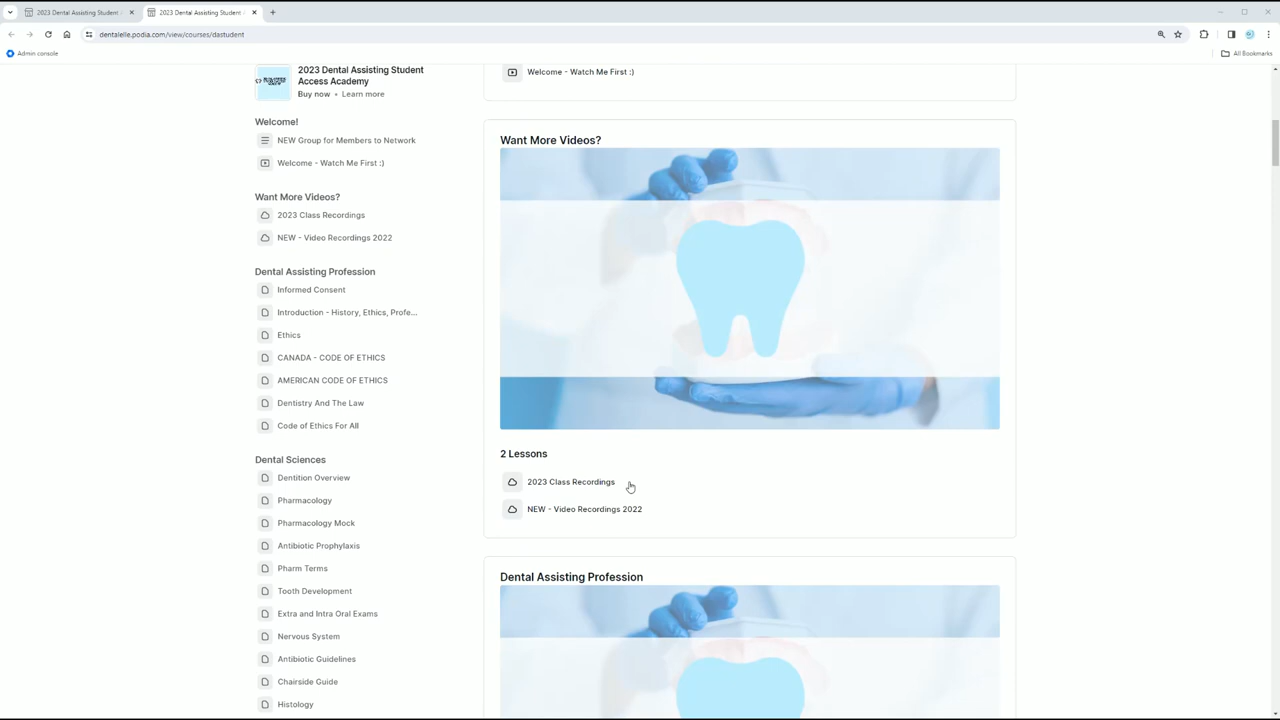 2023 Dental Assisting Student
2023 Dental Assisting Student
dentalelle.podia.com/view/courses/dastudent
Admin console
All Bookmarks
2023 Dental Assisting Student
Access Academy
Buy now • Learn more
Welcome!
NEW Group for Members to Network
Welcome - Watch Me First :)
Want More Videos?
2023 Class Recordings
NEW - Video Recordings 2022
Dental Assisting Profession
Informed Consent
Introduction - History, Ethics, Profe...
Ethics
CANADA - CODE OF ETHICS
AMERICAN CODE OF ETHICS
Dentistry And The Law
Code of Ethics For All
Dental Sciences
Dentition Overview
Pharmacology
Pharmacology Mock
Antibiotic Prophylaxis
Pharm Terms
Tooth Development
Extra and Intra Oral Exams
Nervous System
Antibiotic Guidelines
Chairside Guide
Histology
Welcome - Watch Me First :)
Want More Videos?
2 Lessons
2023 Class Recordings
NEW - Video Recordings 2022
Dental Assisting Profession